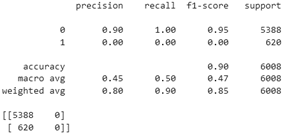 precision recall f1-score support
0 0.90 1.00 0.95 5388
1 0.00 0.00 0.00 620
accuracy 0.90 6008
macro avg 0.45 0.50 0.47 6008
weighted avg 0.80 0.90 0.85 6008
[[5388 0]
[ 620 0]]